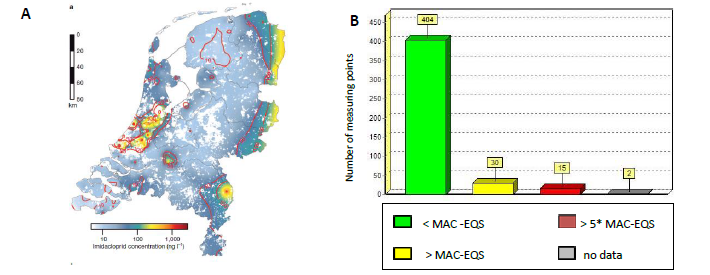 A
a
0
20
40
60
80
km
10
10 100 1,000
Imidacloprid concentration (ng l⁻¹)
B
Number of measuring points
450
400
350
300
250
200
150
100
50
0
404
30
15
2
< MAC -EQS
> 5* MAC-EQS
> MAC-EQS
no data